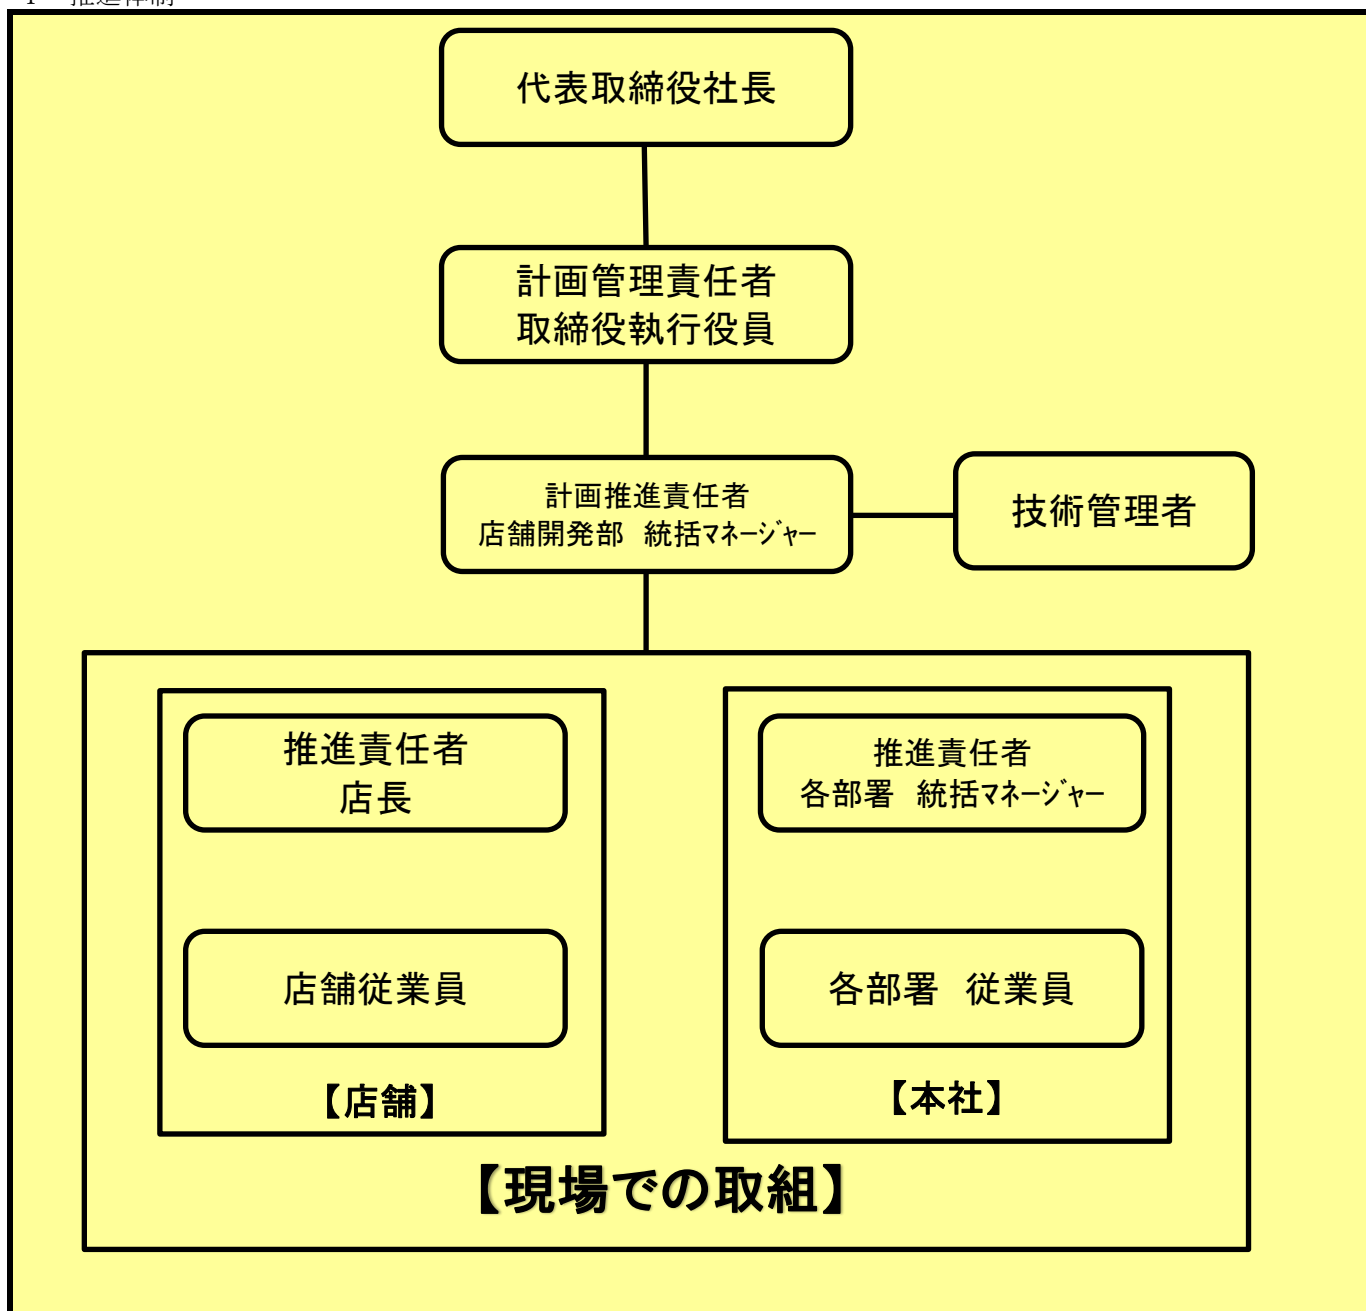 代表取締役社長
計画管理責任者
取締役執行役員
計画推進責任者
店舗開発部　統括ﾏﾈｰｼﾞｬｰ
技術管理者
推進責任者
店長
推進責任者
各部署　統括ﾏﾈｰｼﾞｬｰ
店舗従業員
各部署　従業員
【店舗】
【本社】
【現場での取組】